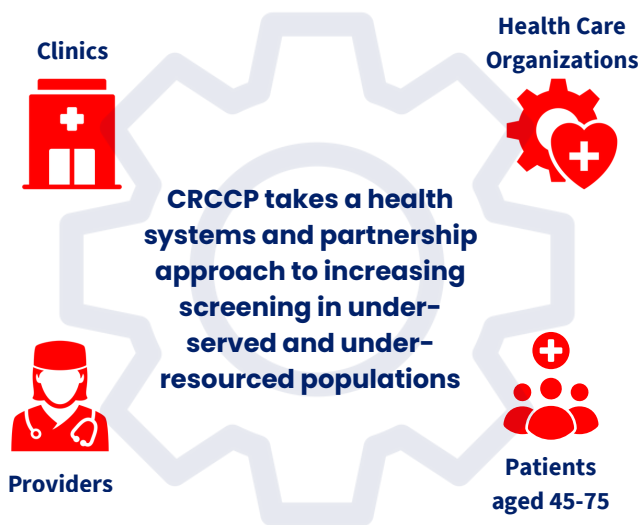 Clinics
Health Care
Organizations
CRCCP takes a health
systems and partnership
approach to increasing
screening in under-
served and under-
resourced populations
Providers
Patients
aged 45-75